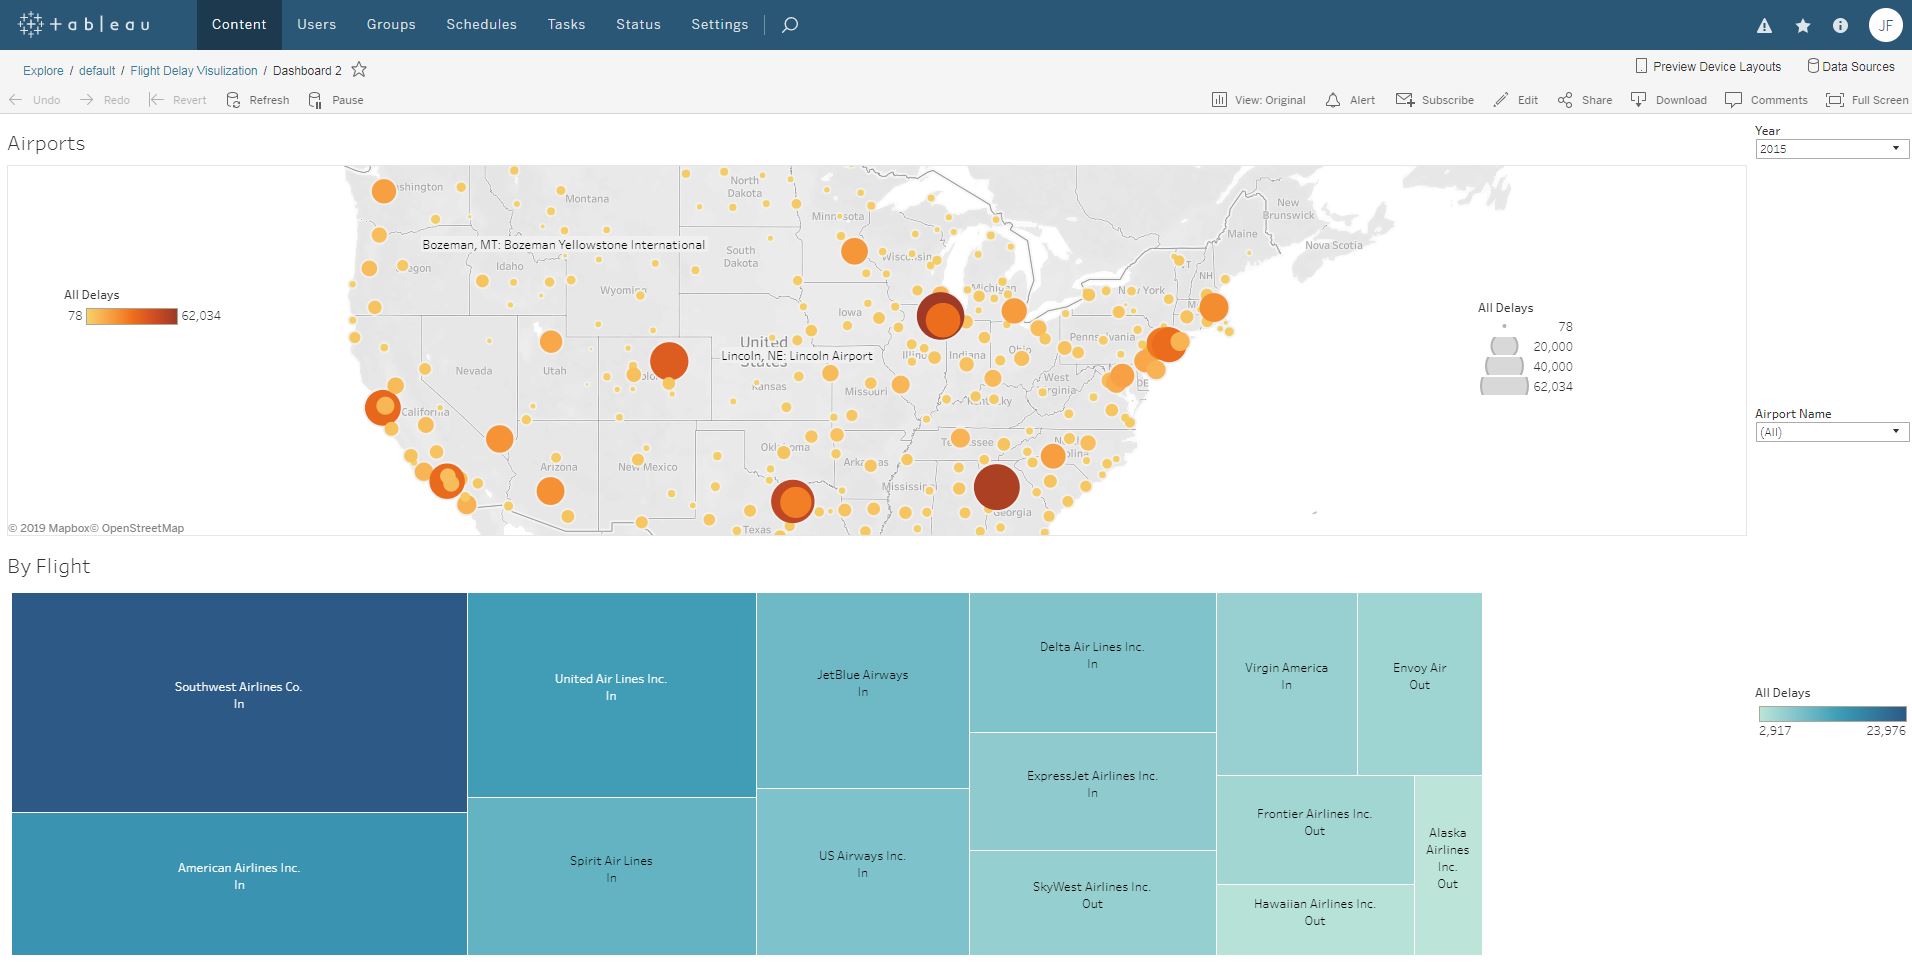 tableau
Content
Users
Groups
Schedules
Tasks
Status
Settings
JF
Explore / default / Flight Delay Visulization / Dashboard 2
Preview Device Layouts
Data Sources
Undo
Redo
Revert
Refresh
Pause
View: Original
Alert
Subscribe
Edit
Share
Download
Comments
Full Screen
Airports
Year
2015
North
Dakota
Montana
Minnesota
New
Brunswick
Maine
Nova Scotia
Bozeman, MT: Bozeman Yellowstone International
South
Dakota
Wisconsin
Idaho
NH
Wyoming
Michigan
New York
All Delays
78
62,034
Iowa
All Delays
78
20,000
40,000
62,034
United
States
Lincoln, NE: Lincoln Airport
Illinois
Indiana
Ohio
Pennsylvania
Nevada
Utah
Kansas
Missouri
West
Virginia
DE
Kentucky
California
Airport Name
(All)
Oklahoma
Tennessee
Arizona
New Mexico
Arkansas
Mississippi
Georgia
Texas
© 2019 Mapbox© OpenStreetMap
By Flight
Southwest Airlines Co.
In
American Airlines Inc.
In
United Air Lines Inc.
In
Spirit Air Lines
In
JetBlue Airways
In
US Airways Inc.
In
Delta Air Lines Inc.
In
ExpressJet Airlines Inc.
In
SkyWest Airlines Inc.
Out
Virgin America
In
Envoy Air
Out
Frontier Airlines Inc.
Out
Hawaiian Airlines Inc.
Out
Alaska
Airlines
Inc.
Out
All Delays
2,917
23,976